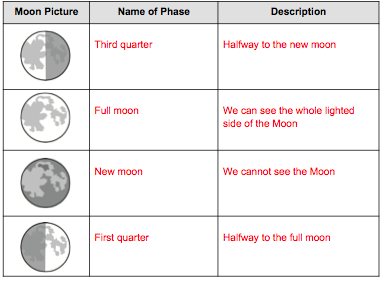 Moon Picture Name of Phase Description
Third quarter Halfway to the new moon
Full moon We can see the whole lighted
side of the Moon
New moon We cannot see the Moon
First quarter Halfway to the full moon